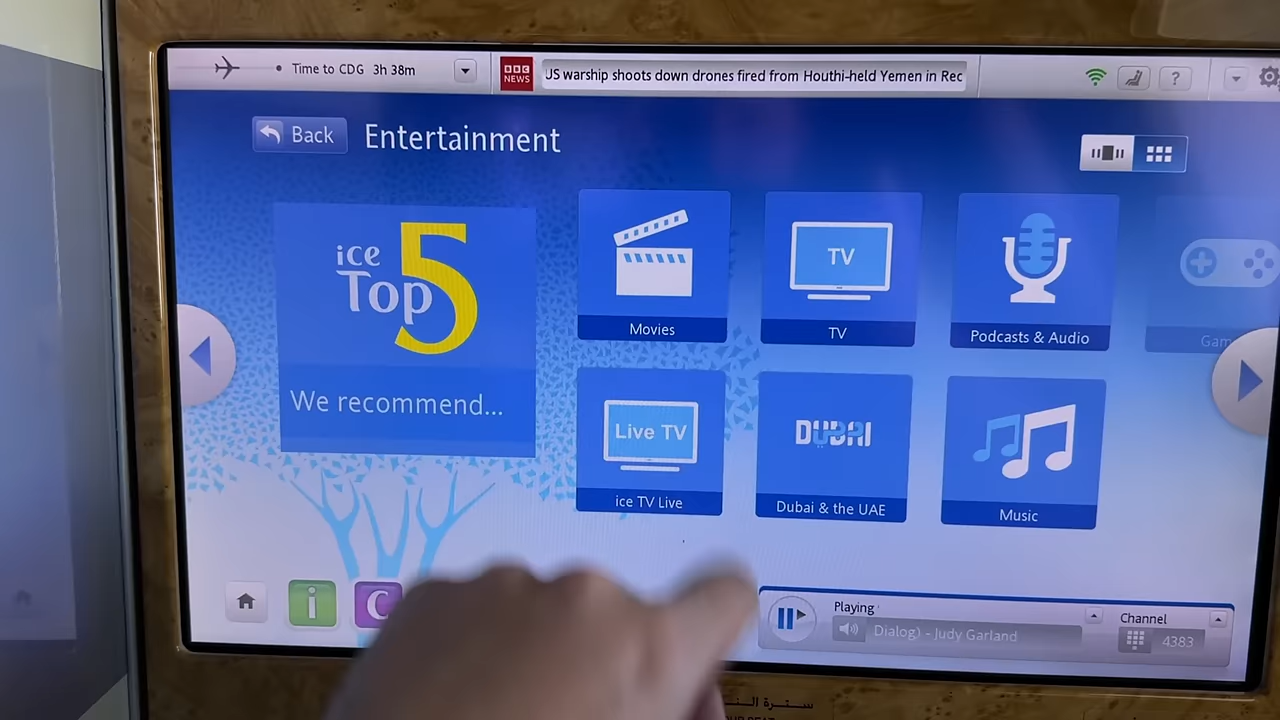 Time to CDG 3h 38m
BBC
NEWS
US warship shoots down drones fired from Houthi-held Yemen in Rec
?
Back
Entertainment
ice
Top 5
We recommend...
Movies
TV
TV
Podcasts & Audio
Gam
Live TV
ice TV Live
DUBAI
Dubai & the UAE
Music
i
C
Playing
Dialog) - Judy Garland
Channel
4383
سترة